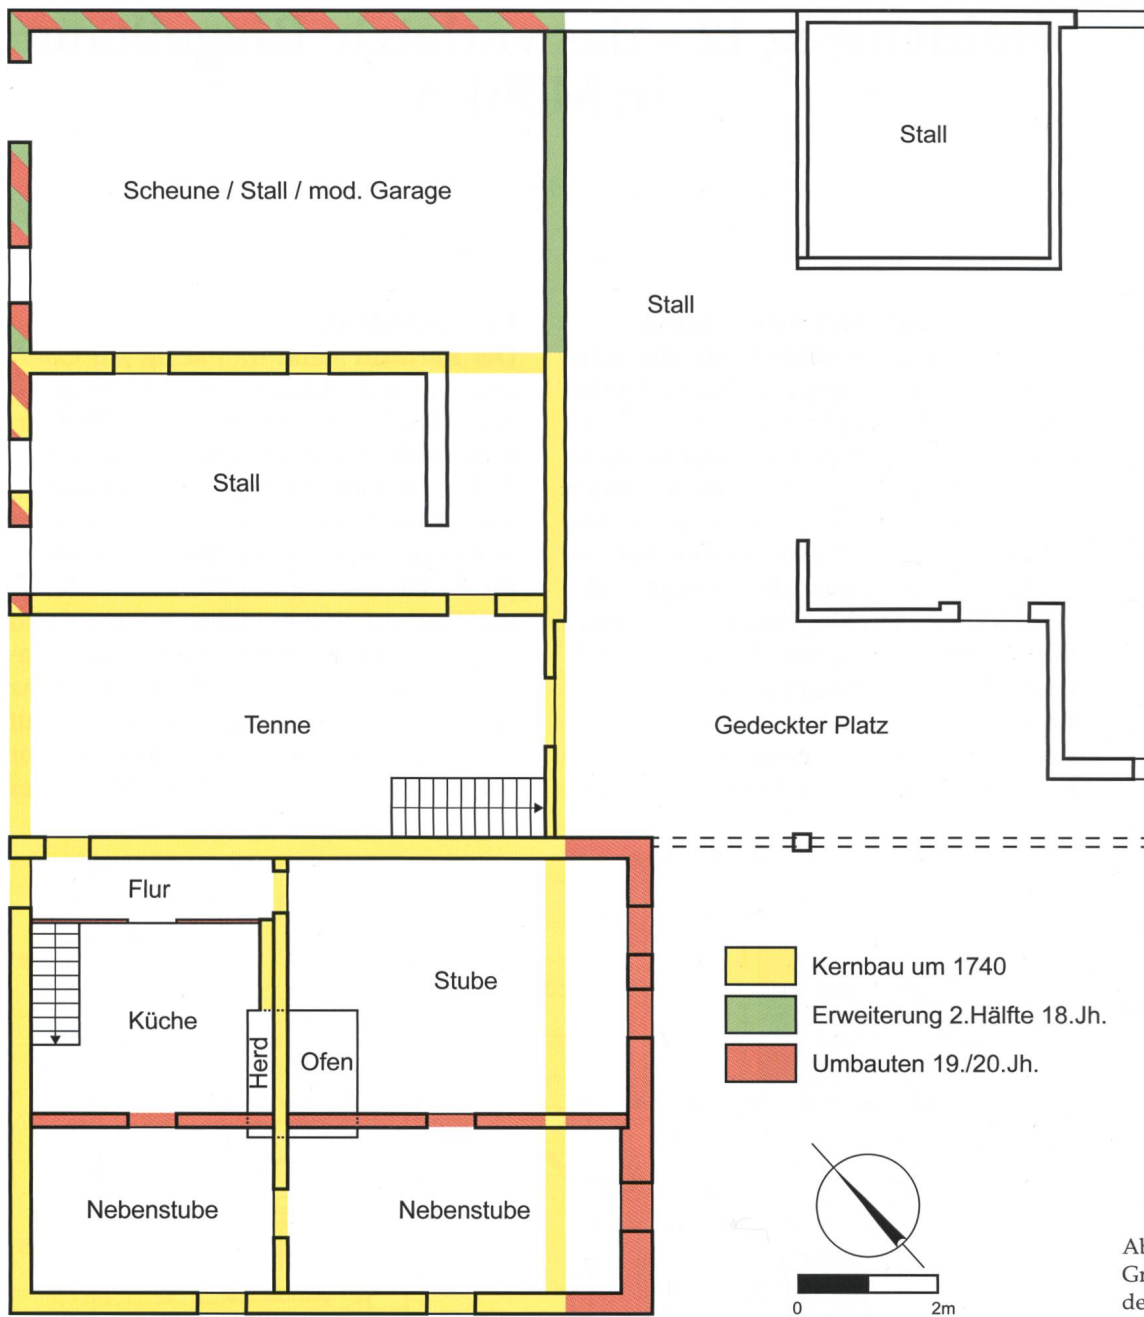 Stall
Scheune / Stall / mod. Garage
Stall
Stall
Tenne
Gedeckter Platz
Flur
Stube
Küche
Herd
Ofen
Nebenstube
Nebenstube
Kernbau um 1740
Erweiterung 2.Hälfte 18.Jh.
Umbauten 19./20.Jh.
0 2m